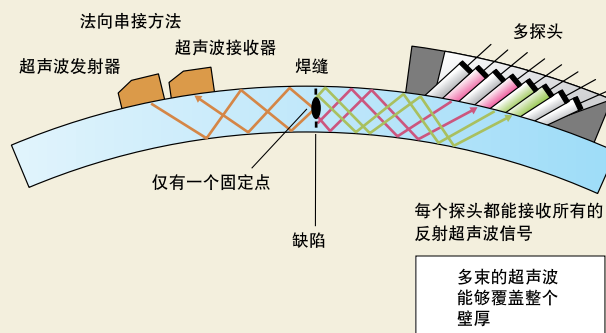 法向串接方法
多探头
超声波接收器
超声波发射器
焊缝
仅有一个固定点
每个探头都能接收所有的
反射超声波信号
缺陷
多束的超声波
能够覆盖整个
壁厚